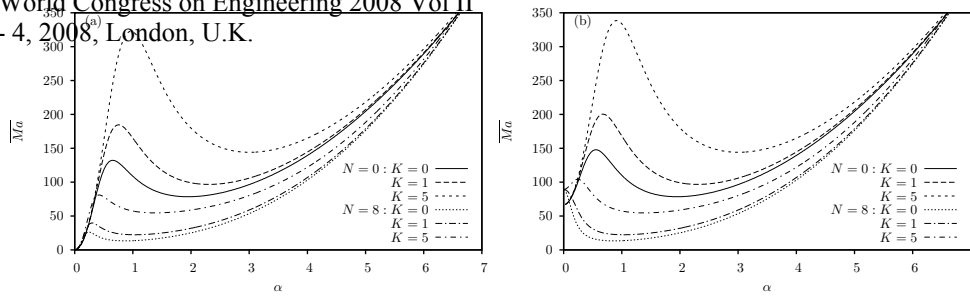 World Congress on Engineering 2008 Vol II
- 4, 2008, London, U.K.
(a)
350
300
250
200
150
100
50
0
Ma
0 1 2 3 4 5 6 7
α
N = 0 : K = 0
K = 1
K = 5
N = 8 : K = 0
K = 1
K = 5
(b)
350
300
250
200
150
100
50
0
Ma
0 1 2 3 4 5 6
α
N = 0 : K = 0
K = 1
K = 5
N = 8 : K = 0
K = 1
K = 5